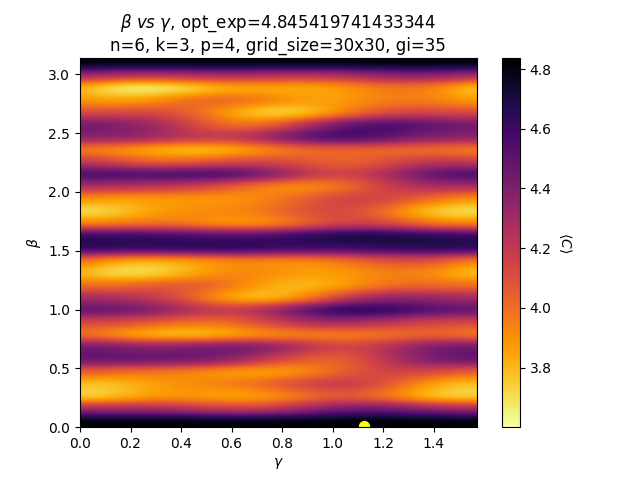 β vs γ, opt_exp=4.845419741433344
n=6, k=3, p=4, grid_size=30x30, gi=35
3.0
2.5
2.0
1.5
1.0
0.5
0.0
β
0.0 0.2 0.4 0.6 0.8 1.0 1.2 1.4
γ
4.8
4.6
4.4
4.2
4.0
3.8
⟨C⟩